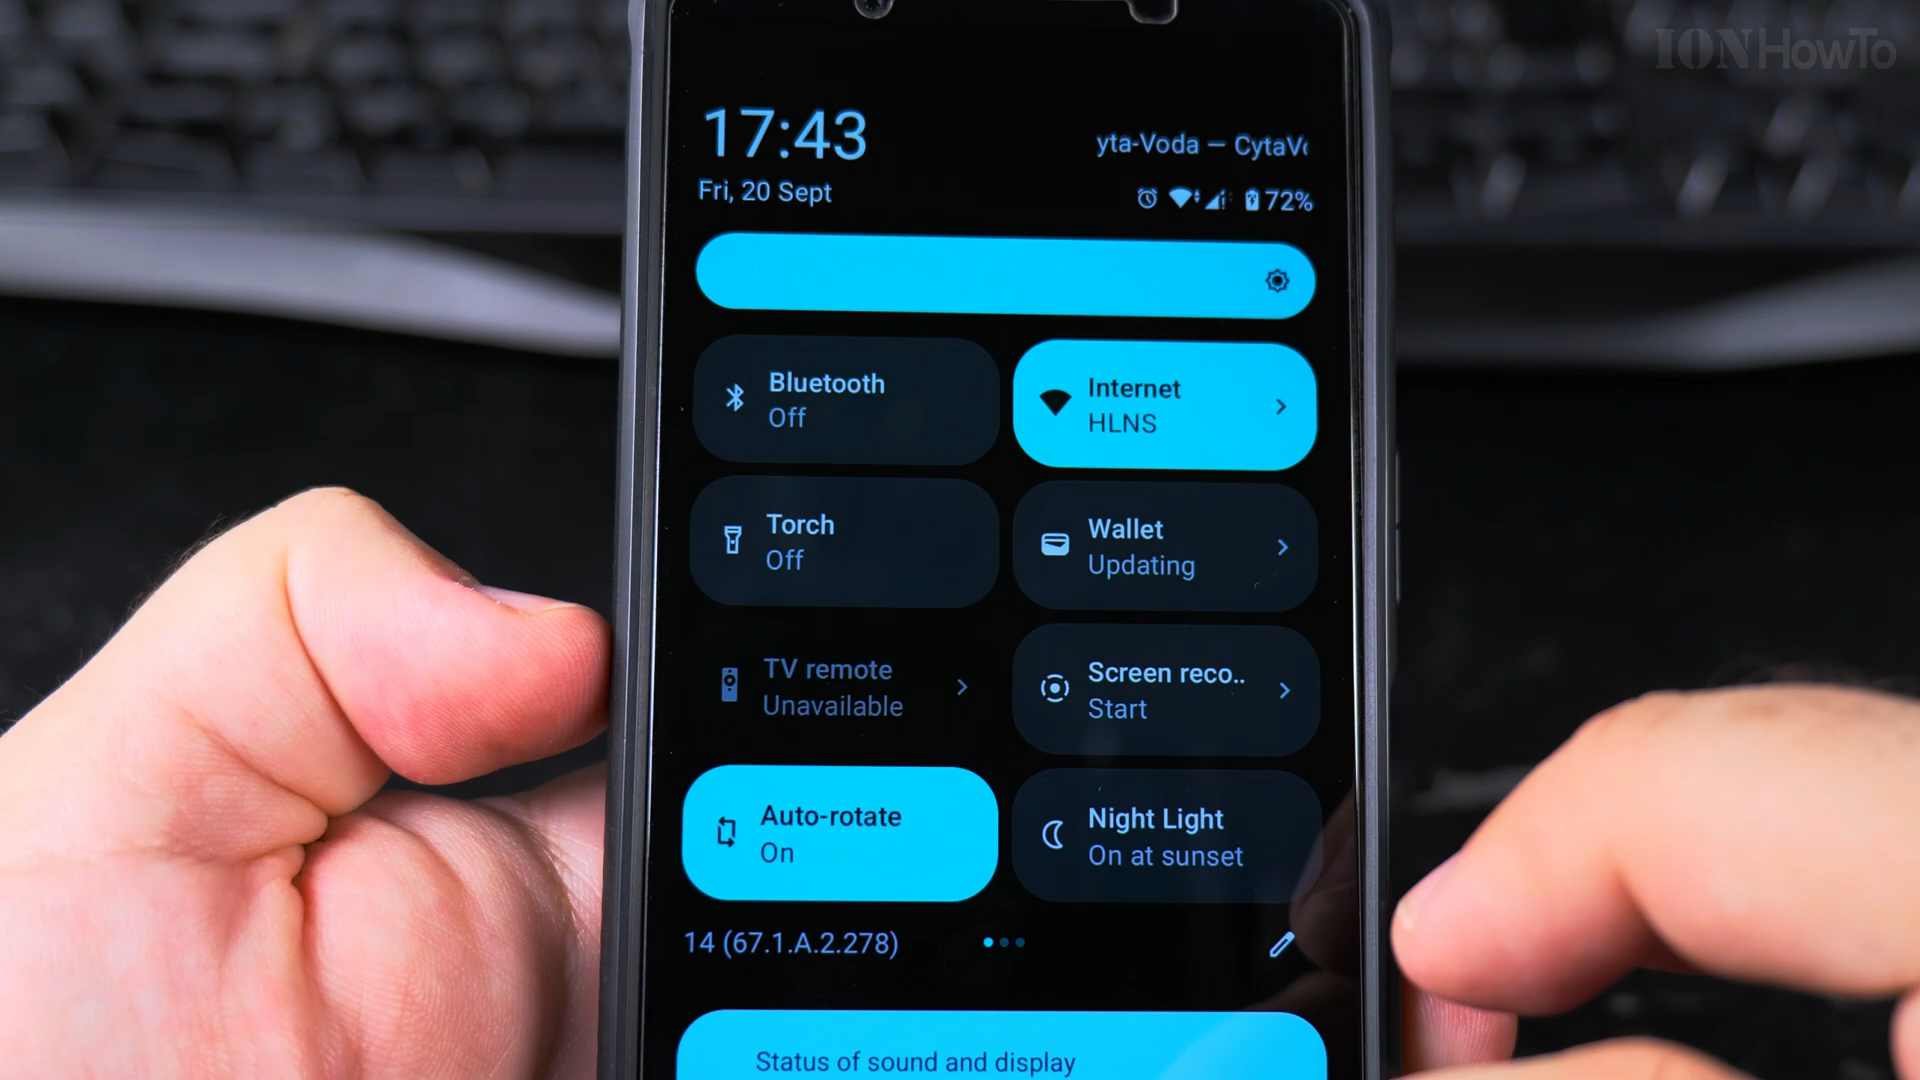 IONHowTo
17:43
yta-Voda — CytaV
Fri, 20 Sept
72%
Bluetooth
Off
Internet
HLNS
Torch
Off
Wallet
Updating
TV remote
Unavailable
Screen reco..
Start
Auto-rotate
On
Night Light
On at sunset
14 (67.1.A.2.278)
Status of sound and display